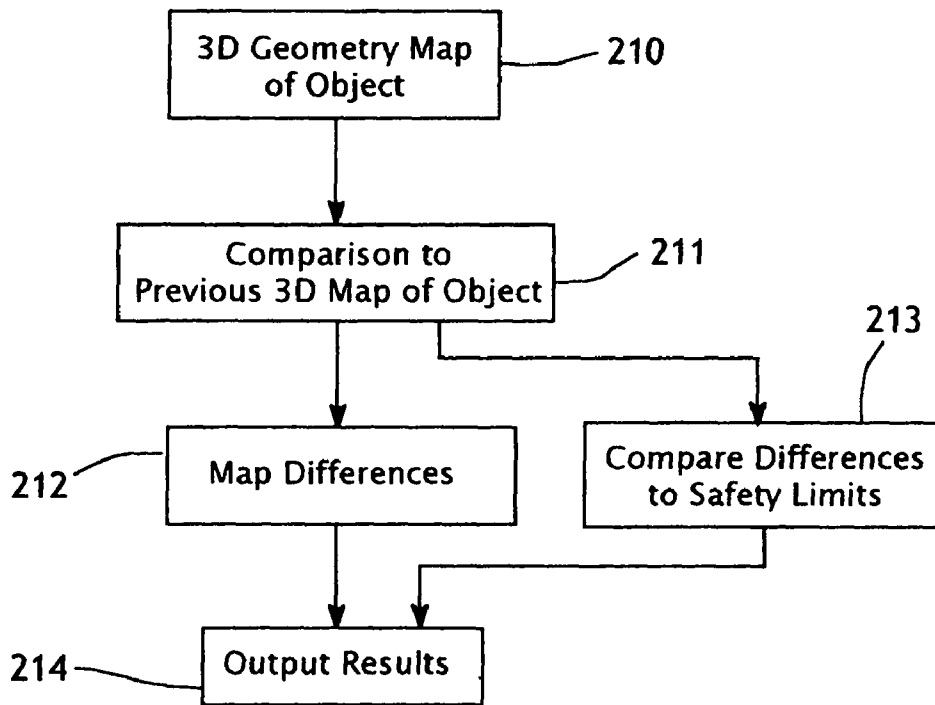 3D Geometry Map
of Object
210
Comparison to
Previous 3D Map of Object
211
213
Map Differences
212
Compare Differences
to Safety Limits
Output Results
214